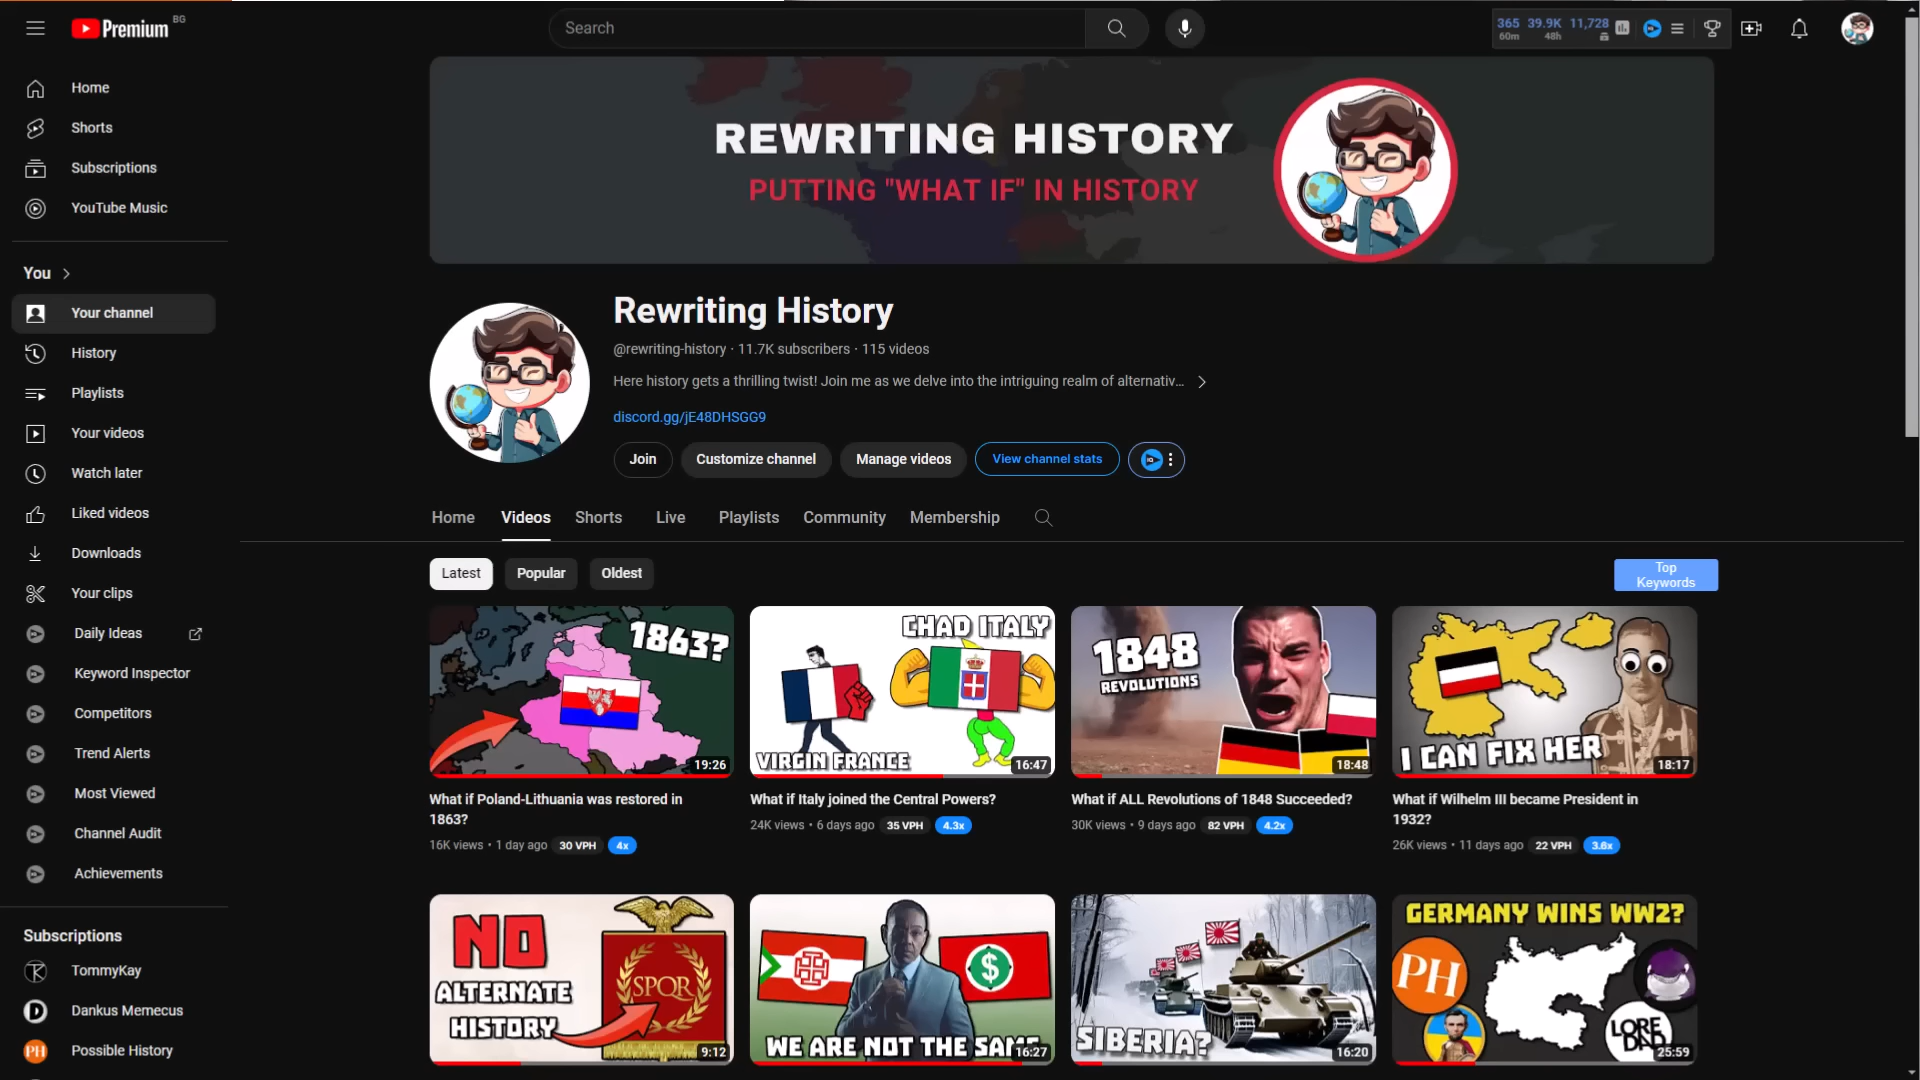 Premium BG
Search
365 39.9K 11,728
60m 48h
Home
Shorts
Subscriptions
YouTube Music
You
Your channel
History
Playlists
Your videos
Watch later
Liked videos
Downloads
Your clips
Daily Ideas
Keyword Inspector
Competitors
Trend Alerts
Most Viewed
Channel Audit
Achievements
Subscriptions
TommyKay
Dankus Memecus
PH Possible History
REWRITING HISTORY
PUTTING "WHAT IF" IN HISTORY
Rewriting History
@rewriting-history · 11.7K subscribers · 115 videos
Here history gets a thrilling twist! Join me as we delve into the intriguing realm of alternativ...
discord.gg/jE48DHSGG9
Join Customize channel Manage videos View channel stats
Home Videos Shorts Live Playlists Community Membership
Latest Popular Oldest
Top
Keywords
1863?
19:26
What if Poland-Lithuania was restored in
1863?
16K views • 1 day ago 30 VPH 4x
CHAD ITALY
VIRGIN FRANCE
16:47
What if Italy joined the Central Powers?
24K views • 6 days ago 35 VPH 4.3x
1848
REVOLUTIONS
18:48
What if ALL Revolutions of 1848 Succeeded?
30K views • 9 days ago 82 VPH 4.2x
I CAN FIX HER
18:17
What if Wilhelm III became President in
1932?
26K views • 11 days ago 22 VPH 3.6x
NO
ALTERNATE
HISTORY
SPQR
9:12
$
WE ARE NOT THE SAME
16:27
SIBERIA?
16:20
GERMANY WINS WW2?
PH
LORE
DAD
25:59